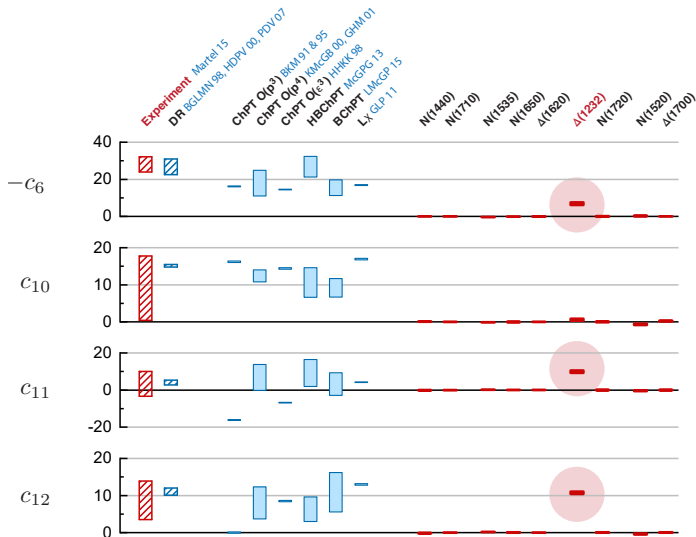 Experiment Martel 15
DR BGLMN 98, HDPV 00, PDV 07
ChPT O(p³) BKM 91 & 95
ChPT O(p⁴) KMcGB 00, GHM 01
ChPT O(ε³) HHKK 98
HBChPT McGPG 13
BChPT LMcGP 15
Lχ GLP 11
N(1440)
N(1710)
N(1535)
N(1650)
Δ(1620)
Δ(1232)
N(1720)
N(1520)
Δ(1700)
−c₆
40
20
0
c₁₀
20
10
0
c₁₁
20
0
-20
c₁₂
20
10
0